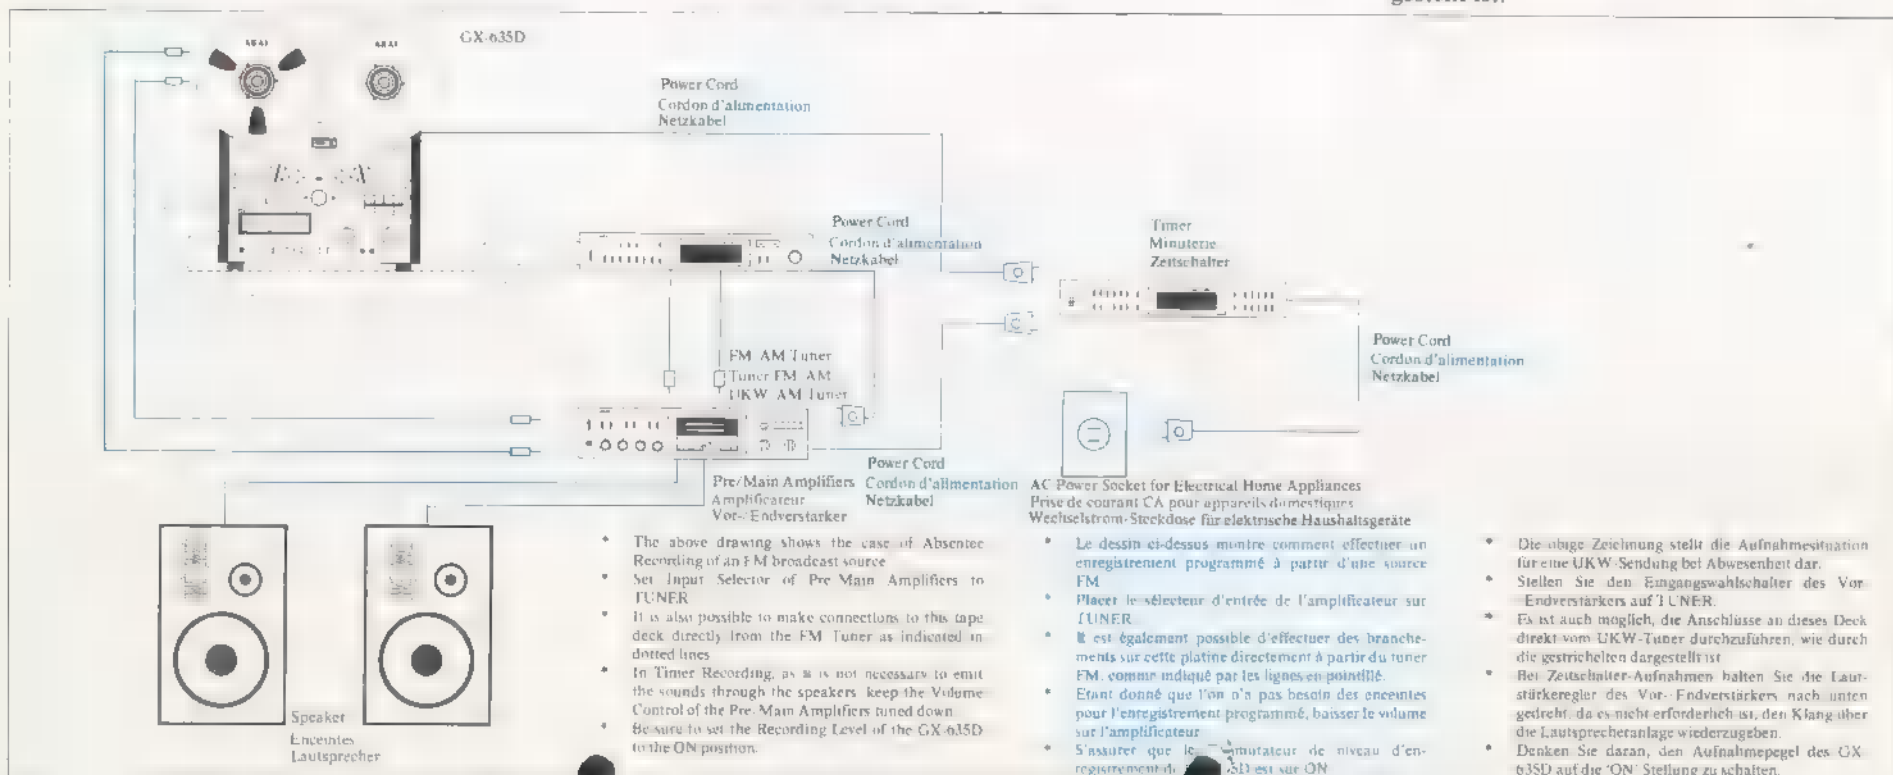 AKAI
AKAI
GX-635D
Power Cord
Cordon d'alimentation
Netzkabel
Power Cord
Cordon d'alimentation
Netzkabel
Timer
Minuterie
Zeitschalter
Power Cord
Cordon d'alimentation
Netzkabel
FM AM Tuner
Tuner FM AM
UKW AM Tuner
Power Cord
Cordon d'alimentation
Netzkabel
Pre/Main Amplifiers
Amplificateur
Vor-/Endverstarker
AC Power Socket for Electrical Home Appliances
Prise de courant CA pour appareils domestiques
Wechselstrom-Steckdose für elektrische Haushaltsgeräte
Speaker
Enceintes
Lautsprecher
* The above drawing shows the case of Absentee
Recording of an FM broadcast source
* Set Input Selector of Pre Main Amplifiers to
TUNER
* It is also possible to make connections to this tape
deck directly from the FM Tuner as indicated in
dotted lines
* In Timer Recording, as it is not necessary to emit
the sounds through the speakers keep the Volume
Control of the Pre-Main Amplifiers tuned down
* Be sure to set the Recording Level of the GX-635D
to the ON position.
* Le dessin ci-dessus montre comment effectuer un
enregistrement programmé à partir d'une source
FM
* Placer le sélecteur d'entrée de l'amplificateur sur
TUNER
* Il est également possible d'effectuer des branche-
ments sur cette platine directement à partir du tuner
FM, comme indiqué par les lignes en pointillé.
* Etant donné que l'on n'a pas besoin des enceintes
pour l'enregistrement programmé, baisser le volume
sur l'amplificateur
* S'assurer que le mutateur de niveau d'en-
registrement 5D est sur ON
* Die obige Zeichnung stellt die Aufnahmesituation
für eine UKW-Sendung bei Abwesenheit dar.
* Stellen Sie den Eingangswahlschalter des Vor
Endverstärkers auf TUNER.
* Es ist auch möglich, die Anschlüsse an dieses Deck
direkt vom UKW-Tuner durchzuführen, wie durch
die gestrichelten dargestellt ist
* Bei Zeitschalter-Aufnahmen halten Sie die Laut-
stärkeregler des Vor-Endverstärkers nach unten
gedreht, da es nicht erforderlich ist, den Klang über
die Lautsprecheranlage wiederzugeben.
* Denken Sie daran, den Aufnahmepegel des GX-
635D auf die 'ON' Stellung zu schalten.